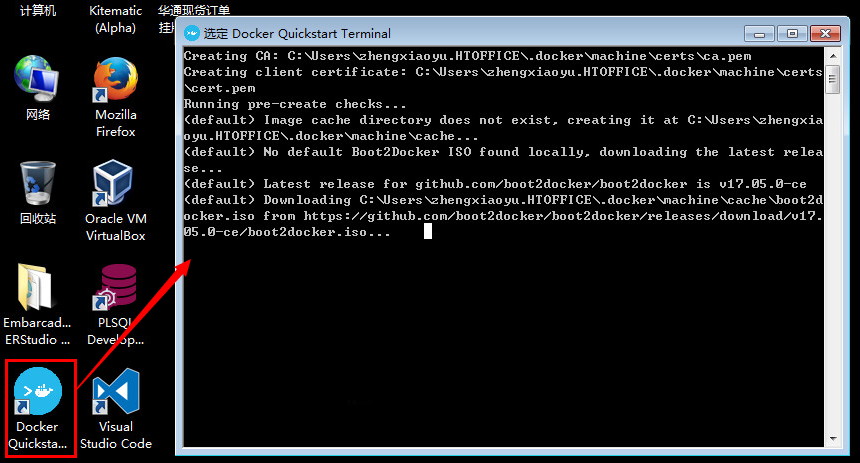 计算机
Kitematic
(Alpha)
华通现货订单
网络
Mozilla
Firefox
回收站
Oracle VM
VirtualBox
Embarcad...
ERStudio ...
PLSQL
Develop...
Docker
Quicksta...
Visual
Studio Code
选定 Docker Quickstart Terminal
Creating CA: C:\Users\zhengxiaoyu.HTOFFICE\.docker\machine\certs\ca.pem
Creating client certificate: C:\Users\zhengxiaoyu.HTOFFICE\.docker\machine\certs
\cert.pem
Running pre-create checks...
(default) Image cache directory does not exist, creating it at C:\Users\zhengxia
oyu.HTOFFICE\.docker\machine\cache...
(default) No default Boot2Docker ISO found locally, downloading the latest relea
se...
(default) Latest release for github.com/boot2docker/boot2docker is v17.05.0-ce
(default) Downloading C:\Users\zhengxiaoyu.HTOFFICE\.docker\machine\cache\boot2d
ocker.iso from https://github.com/boot2docker/boot2docker/releases/download/v17.
05.0-ce/boot2docker.iso...